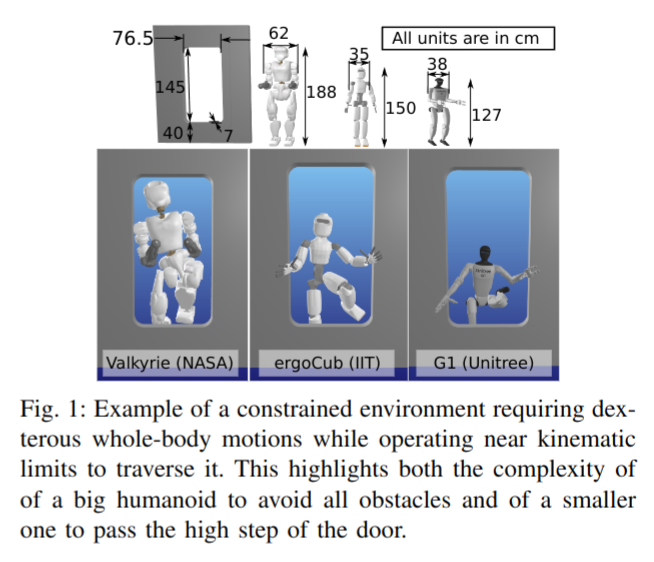 76.5
62
35
All units are in cm
38
145
188
150
127
40
7
Valkyrie (NASA)
ergoCub (IIT)
G1 (Unitree)
Fig. 1: Example of a constrained environment requiring dex-
terous whole-body motions while operating near kinematic
limits to traverse it. This highlights both the complexity of
of a big humanoid to avoid all obstacles and of a smaller
one to pass the high step of the door.